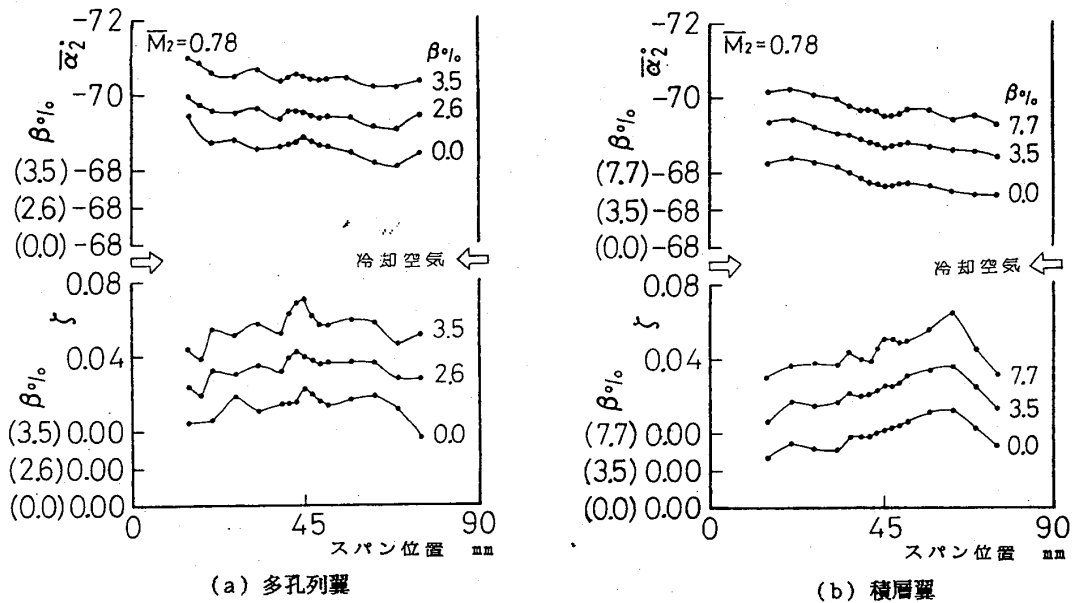 -72
M̅₂=0.78
β%
α̅₂°
3.5
-70
2.6
β%
0.0
(3.5) -68
(2.6) -68
(0.0) -68
冷却空気
0.08
ζ
3.5
0.04
2.6
β%
(3.5) 0.00
0.0
(2.6) 0.00
(0.0) 0.00
0
45
90
スパン位置 mm
(a) 多孔列翼
-72
M̅₂=0.78
α̅₂°
β%
-70
7.7
β%
3.5
(7.7) -68
0.0
(3.5) -68
(0.0) -68
冷却空気
0.08
ζ
0.04
7.7
β%
3.5
(7.7) 0.00
0.0
(3.5) 0.00
(0.0) 0.00
0
45
90
スパン位置 mm
(b) 積層翼